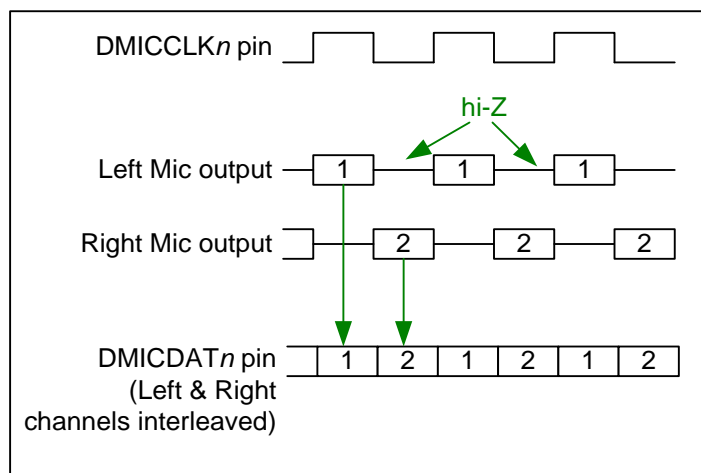 DMICCLKn pin
hi-Z
Left Mic output
1 1 1
Right Mic output
2 2 2
DMICDATn pin
(Left & Right
channels interleaved)
1 2 1 2 1 2